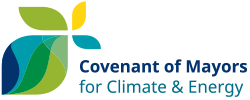 Covenant of Mayors
for Climate & Energy